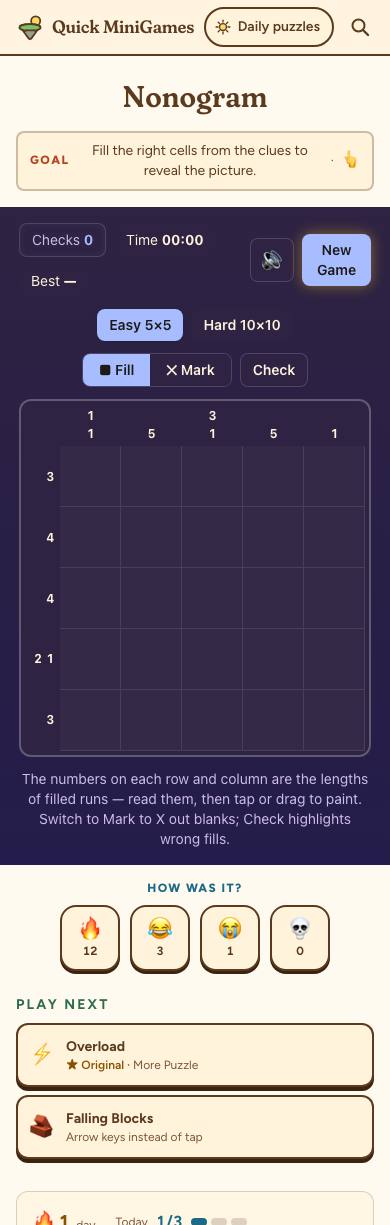 Quick MiniGames
Daily puzzles
Nonogram
GOAL
Fill the right cells from the clues to
reveal the picture.
Checks 0
Time 00:00
Best —
New
Game
Easy 5×5
Hard 10×10
Fill
Mark
Check
1 3
1 5 1 5 1
3
4
4
2 1
3
The numbers on each row and column are the lengths
of filled runs — read them, then tap or drag to paint.
Switch to Mark to X out blanks; Check highlights
wrong fills.
HOW WAS IT?
12
3
1
0
PLAY NEXT
Overload
Original · More Puzzle
Falling Blocks
Arrow keys instead of tap
1 day Today 1/3